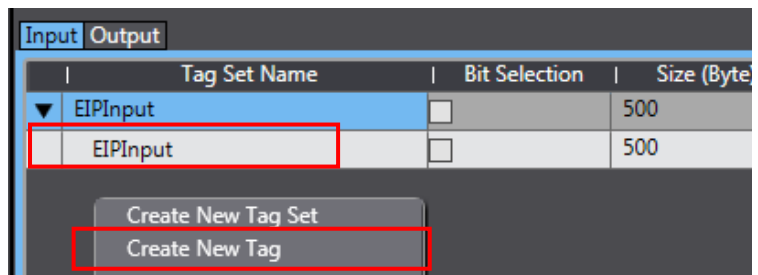 Input Output
Tag Set Name | Bit Selection | Size (Byte)
▼ EIPInput 500
EIPInput 500
Create New Tag Set
Create New Tag